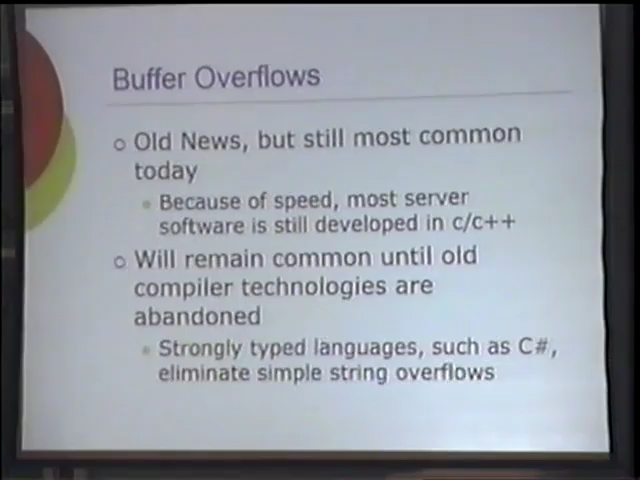 Buffer Overflows
Old News, but still most common
today
Because of speed, most server
software is still developed in c/c++
Will remain common until old
compiler technologies are
abandoned
Strongly typed languages, such as C#,
eliminate simple string overflows